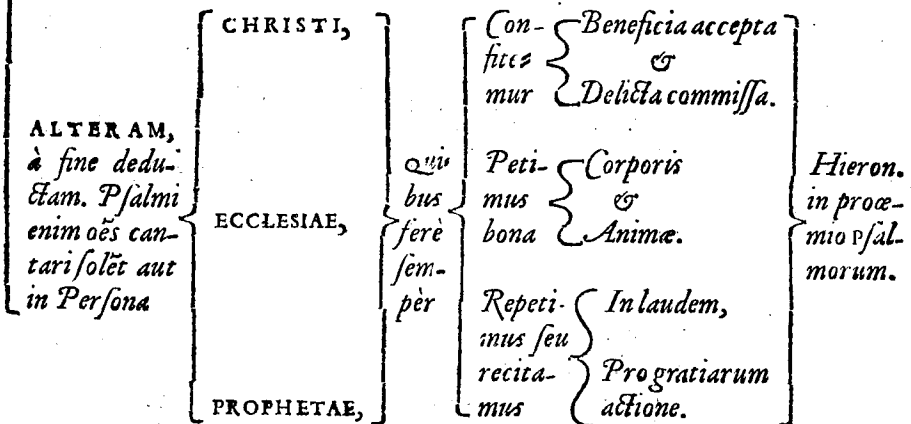 ALTERAM,
à fine dedu-
ctam. Psalmi
enim oẽs can-
tari solẽt aut
in Persona
CHRISTI,
ECCLESIAE,
PROPHETAE,
Qui-
bus
ferè
sem-
pèr
Con-
fite-
mur
Beneficia accepta
&
Delicta commissa.
Peti-
mus
bona
Corporis
&
Animæ.
Repeti-
mus seu
recita-
mus
In laudem,
Pro gratiarum
actione.
Hieron.
in proœ-
mio Psal-
morum.